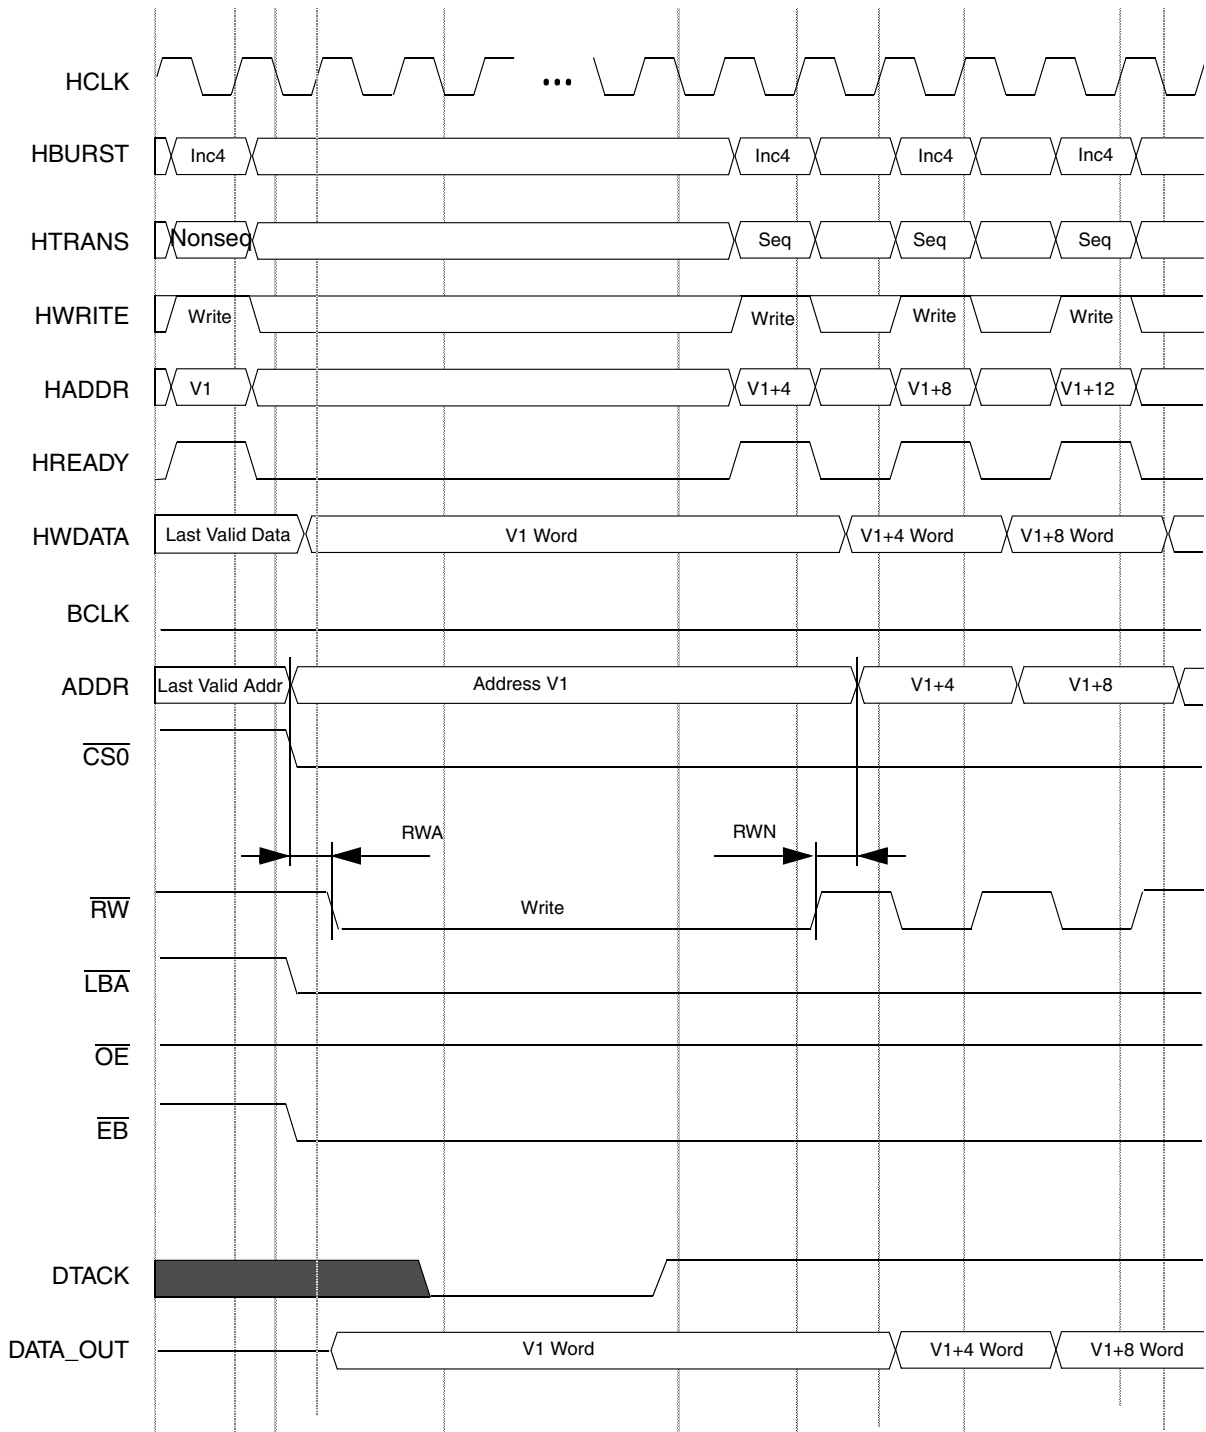 HCLK ...
HBURST Inc4 Inc4 Inc4 Inc4
HTRANS Nonseq Seq Seq Seq
HWRITE Write Write Write Write
HADDR V1 V1+4 V1+8 V1+12
HREADY
HWDATA Last Valid Data V1 Word V1+4 Word V1+8 Word
BCLK
ADDR Last Valid Addr Address V1 V1+4 V1+8
CS0
RWA RWN
RW Write
LBA
OE
EB
DTACK
DATA_OUT V1 Word V1+4 Word V1+8 Word